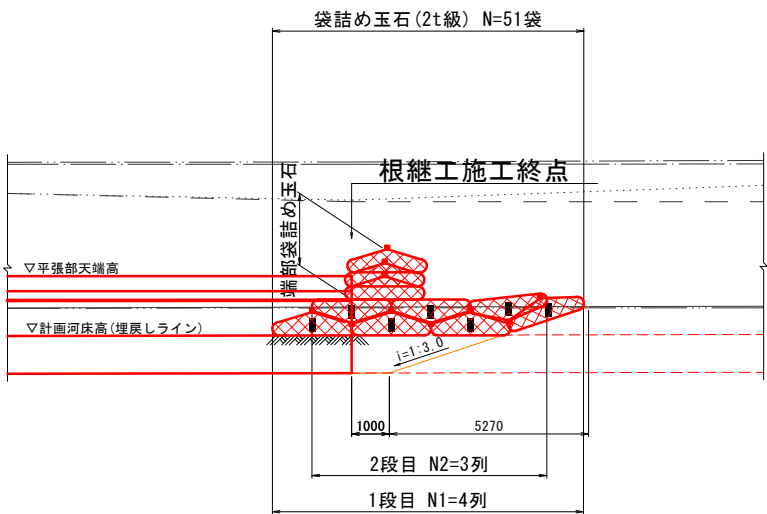 袋詰め玉石(2t級) N=51袋
根継工施工終点
端部袋詰め玉石
▽平張部天端高
▽計画河床高(埋戻しライン)
i=1:3.0
1000
5270
2段目 N2=3列
1段目 N1=4列